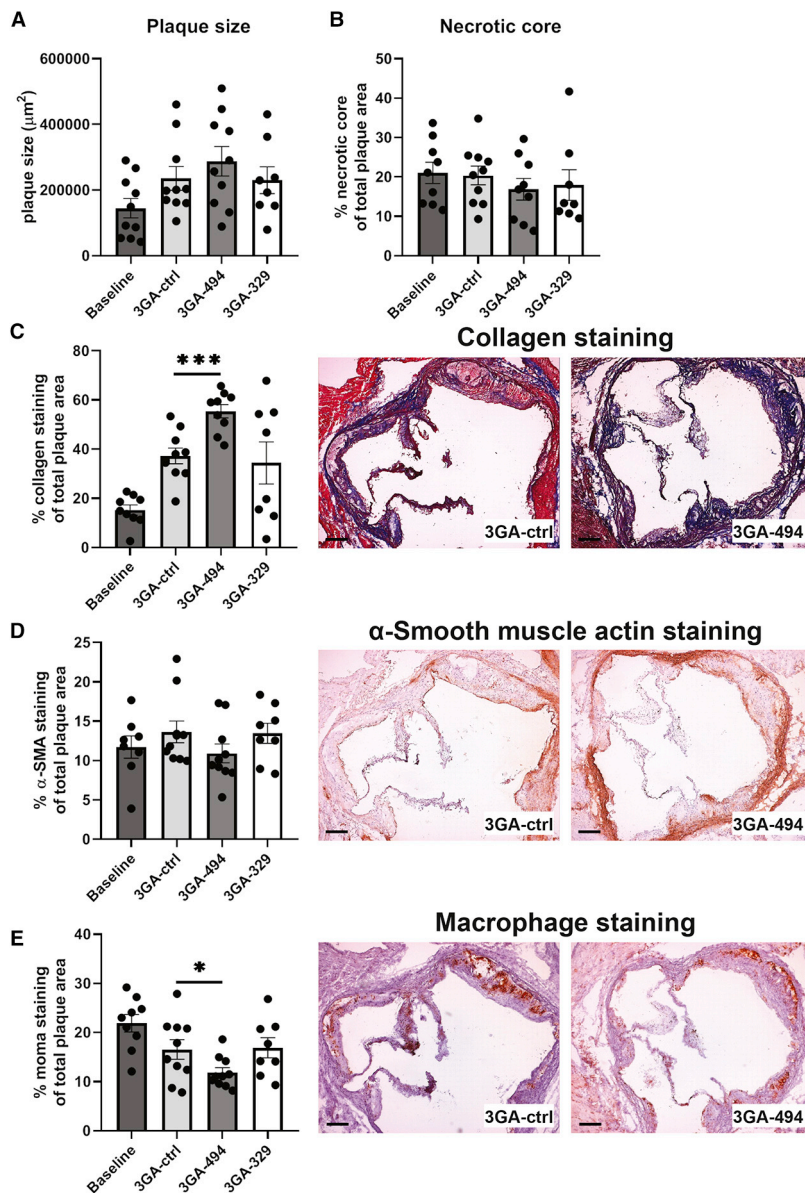 A
Plaque size
plaque size (μm²)
600000
400000
200000
0
Baseline
3GA-ctrl
3GA-494
3GA-329
B
Necrotic core
% necrotic core
of total plaque area
50
40
30
20
10
0
Baseline
3GA-ctrl
3GA-494
3GA-329
C
% collagen staining
of total plaque area
80
60
40
20
0
***
Baseline
3GA-ctrl
3GA-494
3GA-329
Collagen staining
3GA-ctrl
3GA-494
D
% α-SMA staining
of total plaque area
25
20
15
10
5
0
Baseline
3GA-ctrl
3GA-494
3GA-329
α-Smooth muscle actin staining
3GA-ctrl
3GA-494
E
% moma staining
of total plaque area
40
30
20
10
0
*
Baseline
3GA-ctrl
3GA-494
3GA-329
Macrophage staining
3GA-ctrl
3GA-494